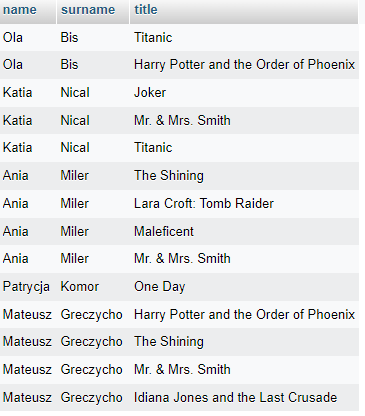 name surname title
Ola Bis Titanic
Ola Bis Harry Potter and the Order of Phoenix
Katia Nical Joker
Katia Nical Mr. & Mrs. Smith
Katia Nical Titanic
Ania Miler The Shining
Ania Miler Lara Croft: Tomb Raider
Ania Miler Maleficent
Ania Miler Mr. & Mrs. Smith
Patrycja Komor One Day
Mateusz Greczycho Harry Potter and the Order of Phoenix
Mateusz Greczycho The Shining
Mateusz Greczycho Mr. & Mrs. Smith
Mateusz Greczycho Idiana Jones and the Last Crusade